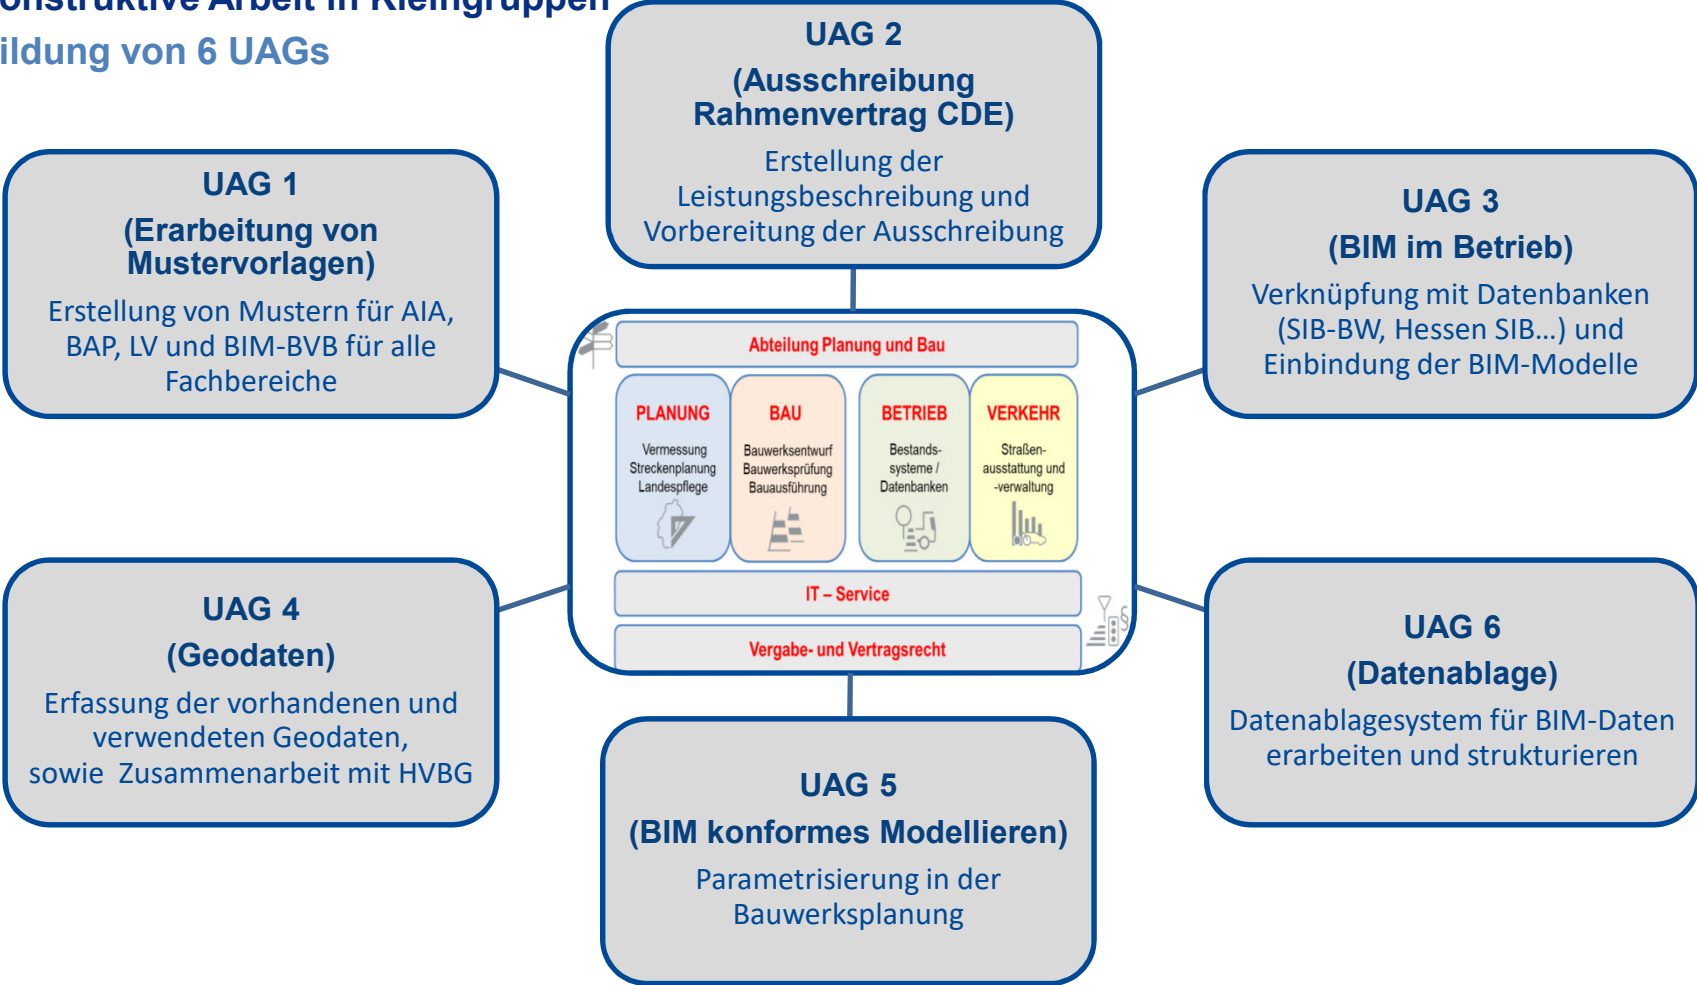 onstruktive Arbeit in Kleingruppen
ildung von 6 UAGs
UAG 2
(Ausschreibung
Rahmenvertrag CDE)
Erstellung der
Leistungsbeschreibung und
Vorbereitung der Ausschreibung
UAG 1
(Erarbeitung von
Mustervorlagen)
Erstellung von Mustern für AIA,
BAP, LV und BIM-BVB für alle
Fachbereiche
UAG 3
(BIM im Betrieb)
Verknüpfung mit Datenbanken
(SIB-BW, Hessen SIB…) und
Einbindung der BIM-Modelle
Abteilung Planung und Bau
PLANUNG
Vermessung
Streckenplanung
Landespflege
BAU
Bauwerksentwurf
Bauwerksprüfung
Bauausführung
BETRIEB
Bestands-
systeme /
Datenbanken
VERKEHR
Straßen-
ausstattung und
-verwaltung
IT – Service
Vergabe- und Vertragsrecht
§
UAG 4
(Geodaten)
Erfassung der vorhandenen und
verwendeten Geodaten,
sowie Zusammenarbeit mit HVBG
UAG 5
(BIM konformes Modellieren)
Parametrisierung in der
Bauwerksplanung
UAG 6
(Datenablage)
Datenablagesystem für BIM-Daten
erarbeiten und strukturieren